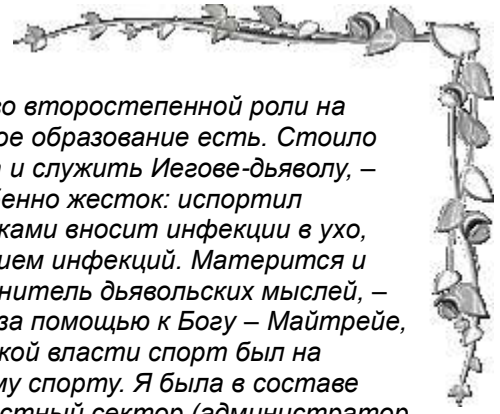 во второстепенной роли на
ое образование есть. Стоило
и служить Иегове-дьяволу, –
бенно жесток: испортил
ками вносит инфекции в ухо,
ием инфекций. Матерится и
нитель дьявольских мыслей, –
за помощью к Богу – Майтрейе,
кой власти спорт был на
му спорту. Я была в составе
стный сектор (администратор